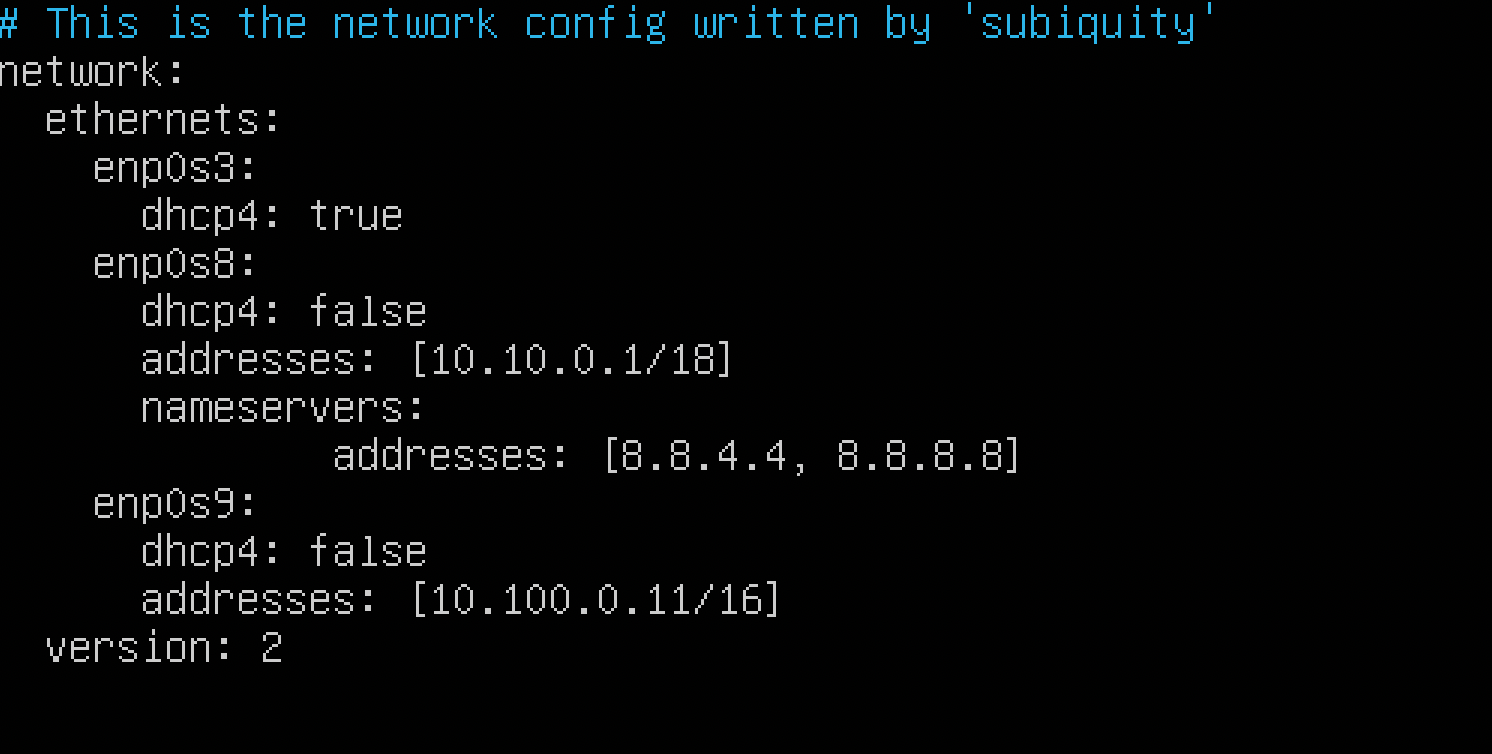 # This is the network config written by 'subiquity'
network:
  ethernets:
    enp0s3:
      dhcp4: true
    enp0s8:
      dhcp4: false
      addresses: [10.10.0.1/18]
      nameservers:
              addresses: [8.8.4.4, 8.8.8.8]
    enp0s9:
      dhcp4: false
      addresses: [10.100.0.11/16]
  version: 2